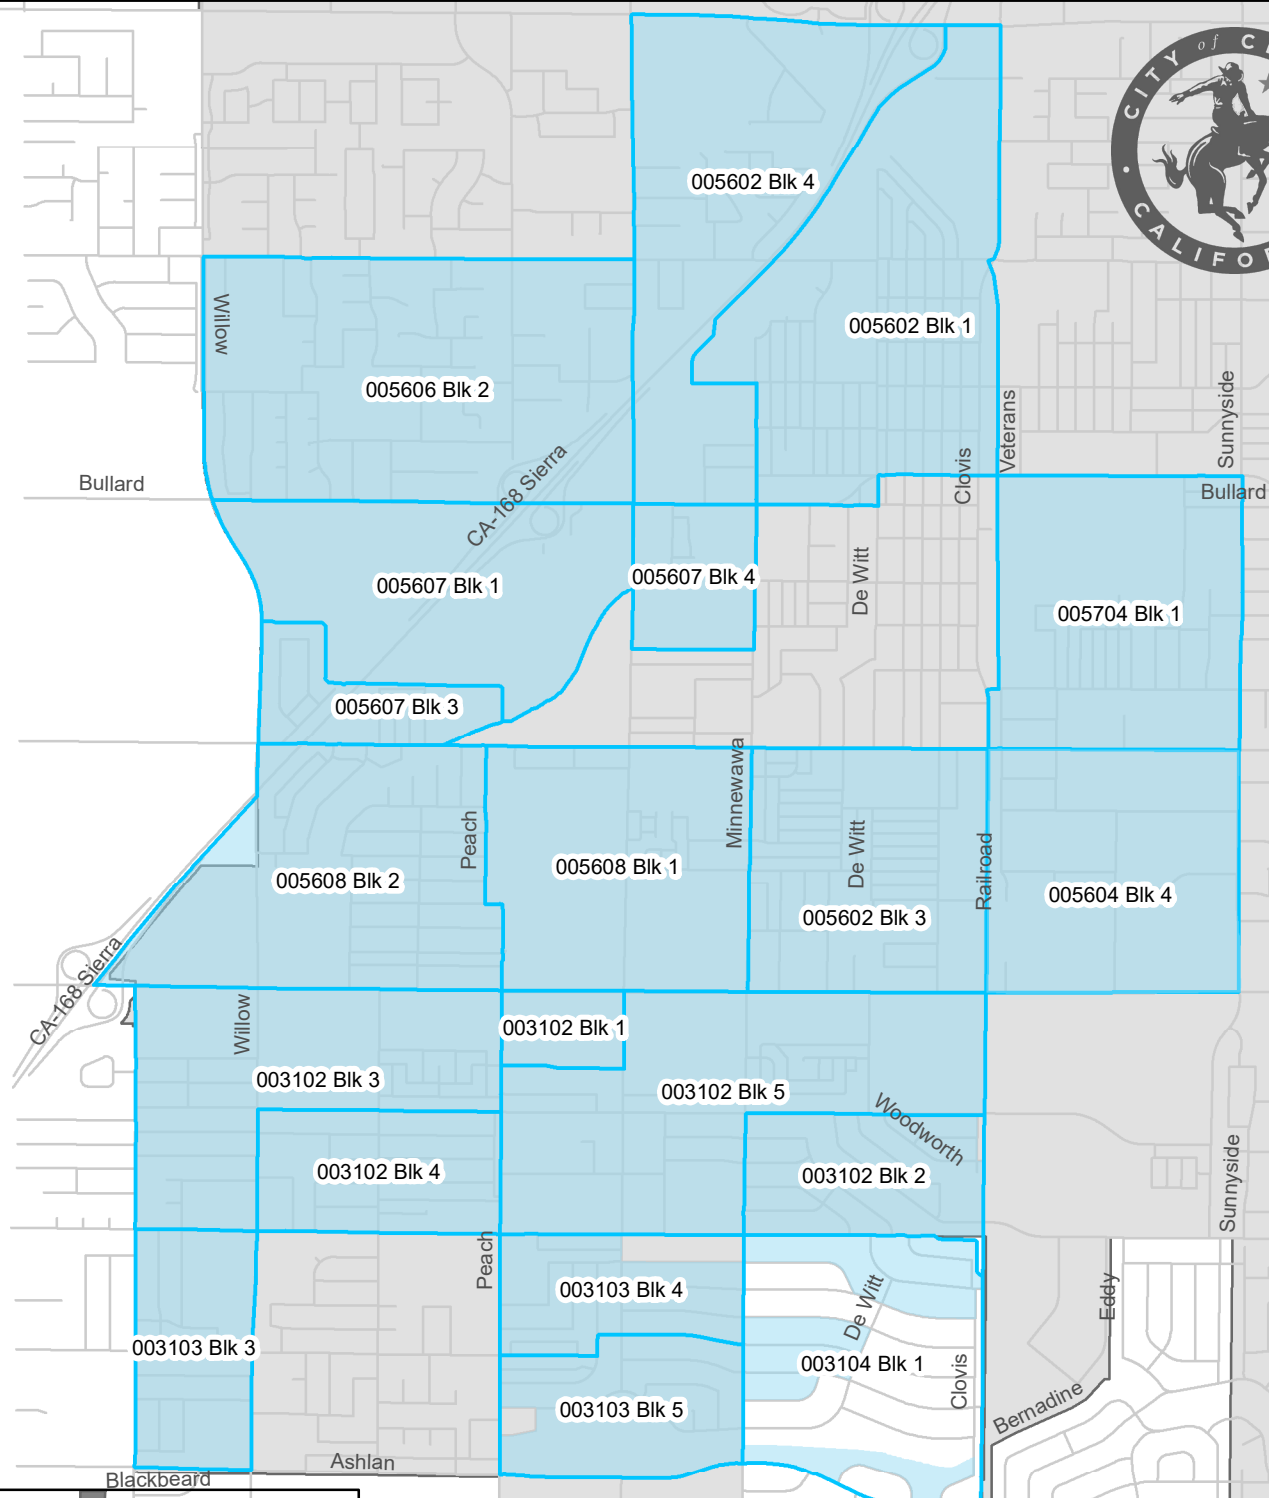 CITY of C
CALIFO
005602 Blk 4
Willow
005602 Blk 1
005606 Blk 2
Veterans
Sunnyside
CA-168 Sierra
Clovis
Bullard
Bullard
005607 Blk 1
005607 Blk 4
De Witt
005704 Blk 1
005607 Blk 3
Minnewawa
Peach
De Witt
Railroad
005608 Blk 2
005608 Blk 1
005602 Blk 3
005604 Blk 4
CA-168 Sierra
Willow
003102 Blk 1
003102 Blk 3
003102 Blk 5
Woodworth
003102 Blk 4
003102 Blk 2
Sunnyside
Peach
003103 Blk 4
De Witt
Eddy
003103 Blk 3
003104 Blk 1
Clovis
003103 Blk 5
Bernadine
Ashlan
Blackbeard